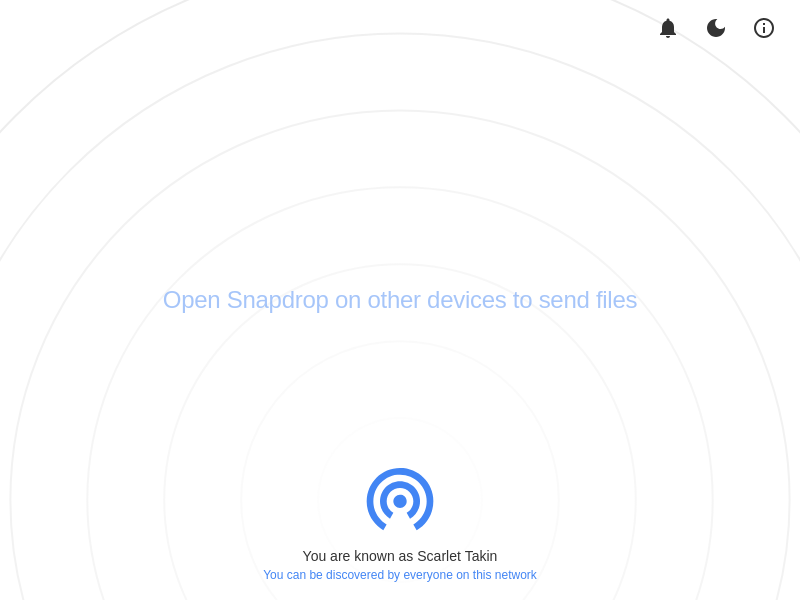 Open Snapdrop on other devices to send files
You are known as Scarlet Takin
You can be discovered by everyone on this network